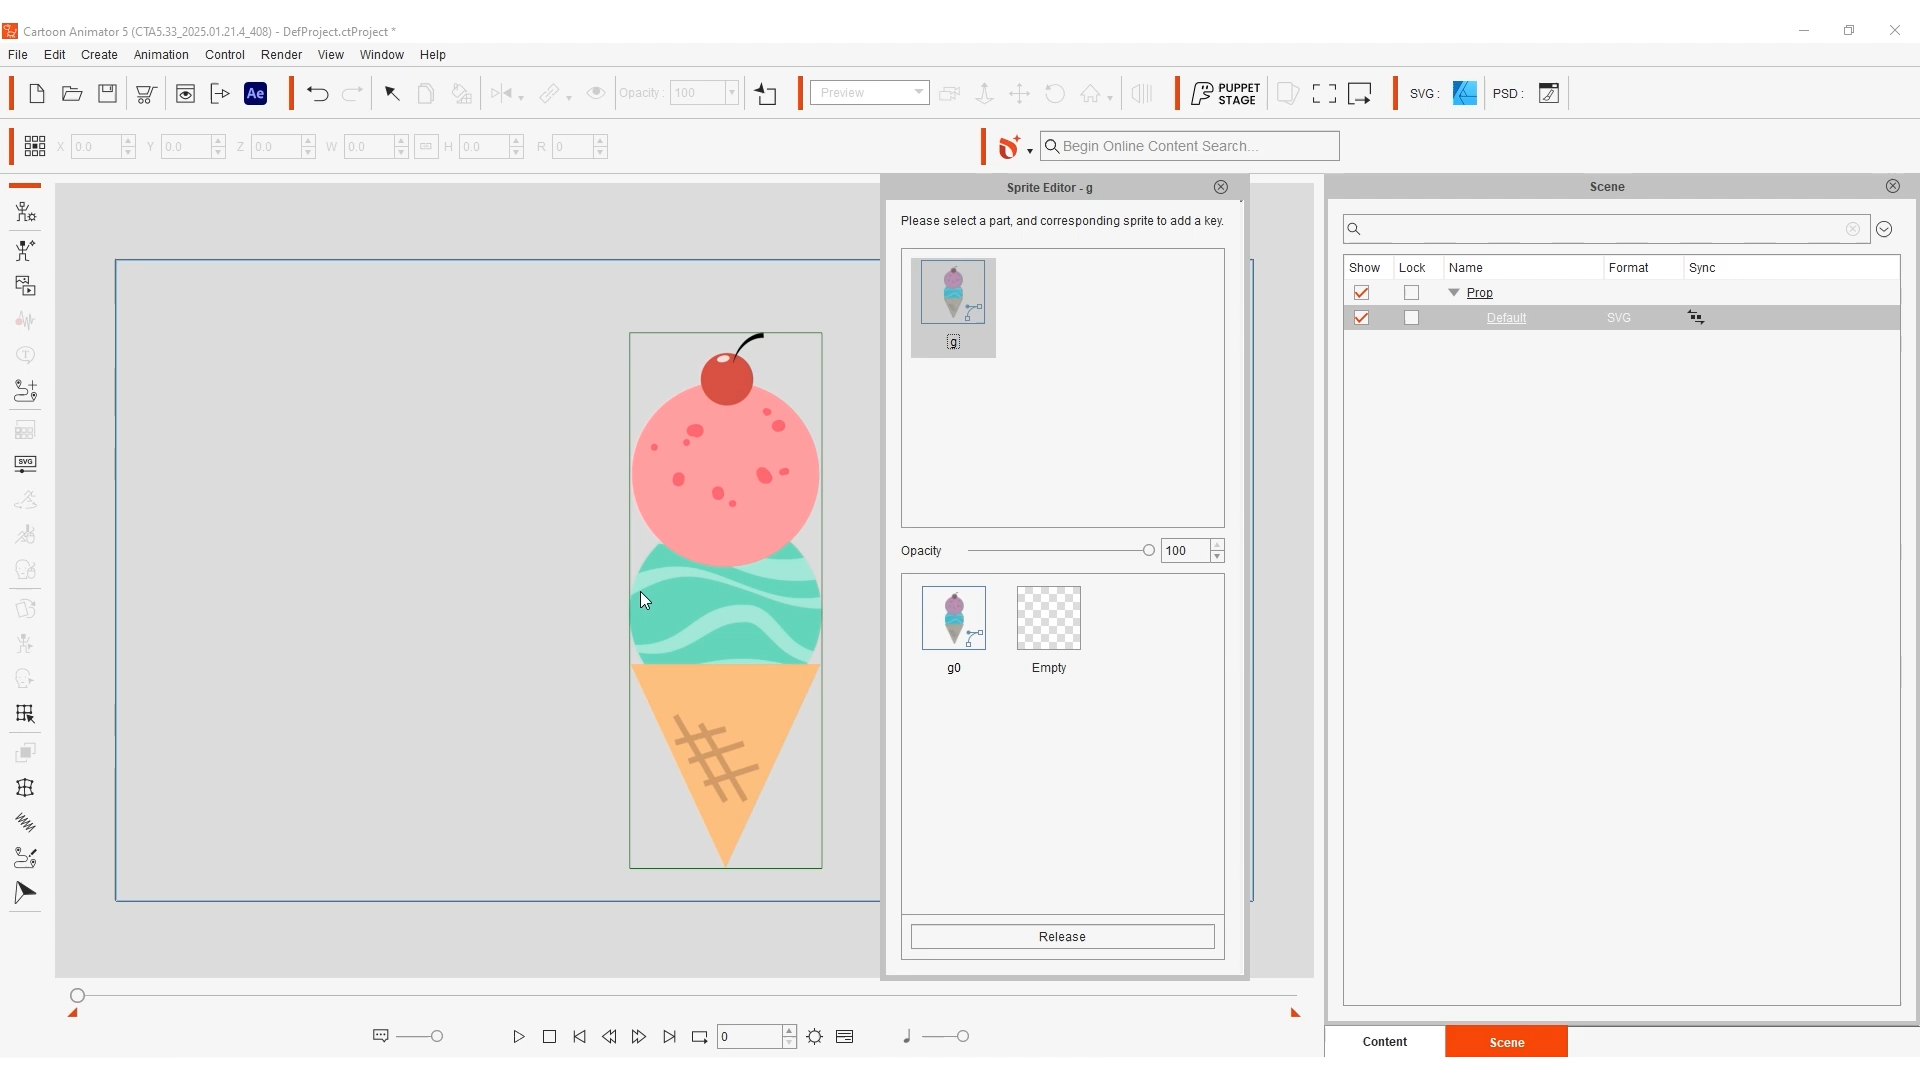 Cartoon Animator 5 (CTA5.33_2025.01.21.4_408) - DefProject.ctProject *
File Edit Create Animation Control Render View Window Help
Ae Opacity : 100 Preview PUPPET STAGE SVG : PSD :
X 0.0 Y 0.0 Z 0.0 W 0.0 H 0.0 R 0 Begin Online Content Search...
Sprite Editor - g
Please select a part, and corresponding sprite to add a key.
g
Opacity 100
g0 Empty
Release
Scene
Show Lock Name Format Sync
Prop
Default SVG
SVG
0
Content Scene